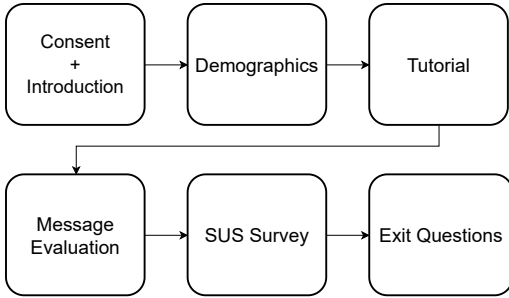 Consent
+
Introduction
Demographics
Tutorial
Message
Evaluation
SUS Survey
Exit Questions